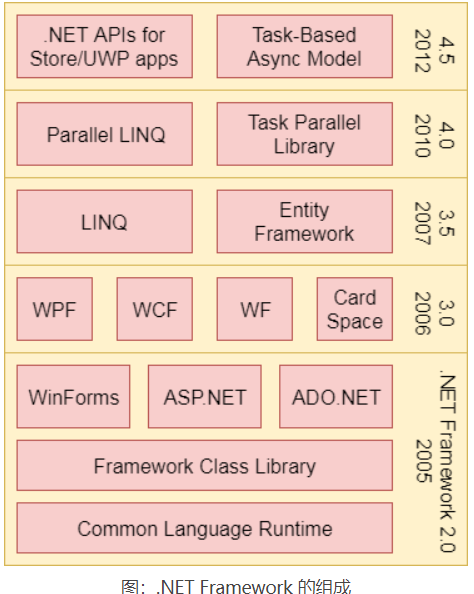 .NET APIs for
Store/UWP apps
Task-Based
Async Model
4.5
2012
Parallel LINQ
Task Parallel
Library
4.0
2010
LINQ
Entity
Framework
3.5
2007
WPF
WCF
WF
Card
Space
3.0
2006
WinForms
ASP.NET
ADO.NET
Framework Class Library
Common Language Runtime
.NET Framework 2.0
2005
图：.NET Framework 的组成